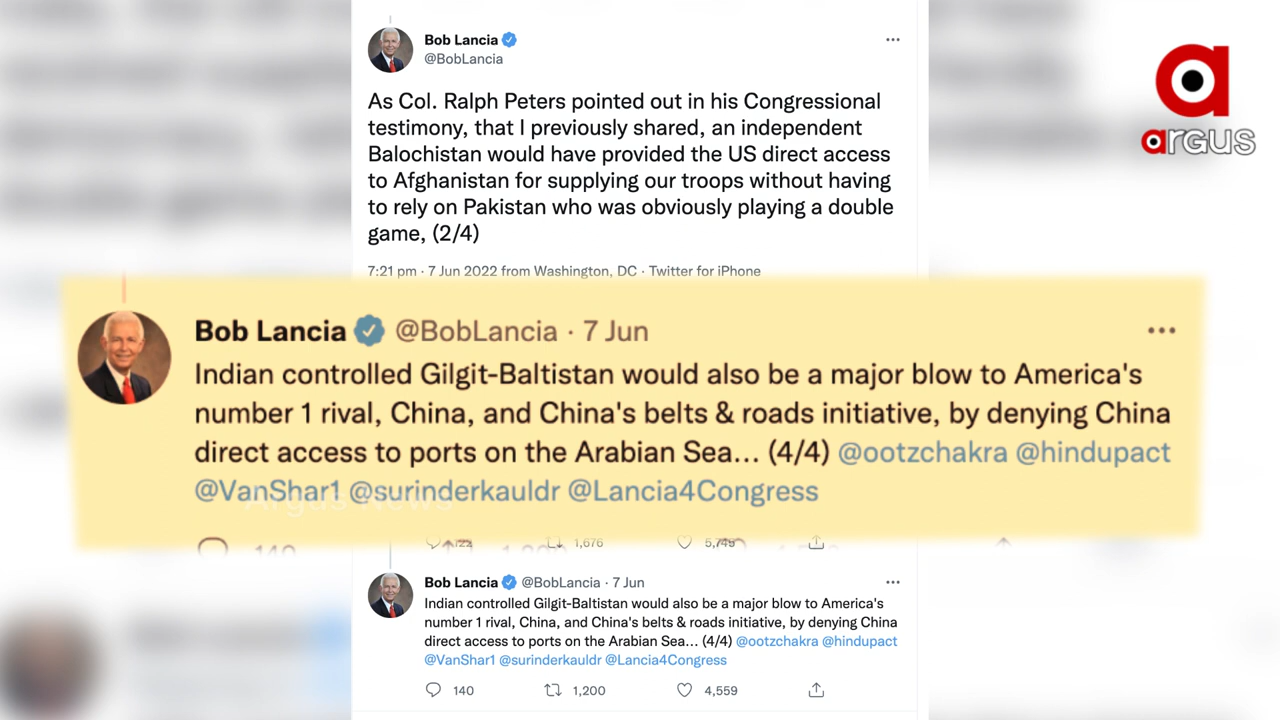 Bob Lancia
@BobLancia
argus
As Col. Ralph Peters pointed out in his Congressional
testimony, that I previously shared, an independent
Balochistan would have provided the US direct access
to Afghanistan for supplying our troops without having
to rely on Pakistan who was obviously playing a double
game, (2/4)
7:21 pm · 7 Jun 2022 from Washington, DC · Twitter for iPhone
Bob Lancia @BobLancia · 7 Jun
Indian controlled Gilgit-Baltistan would also be a major blow to America's
number 1 rival, China, and China's belts & roads initiative, by denying China
direct access to ports on the Arabian Sea... (4/4) @ootzchakra @hindupact
@VanShar1 @surinderkauldr @Lancia4Congress
Argus News
1,676 5,749
Bob Lancia @BobLancia · 7 Jun
Indian controlled Gilgit-Baltistan would also be a major blow to America's
number 1 rival, China, and China's belts & roads initiative, by denying China
direct access to ports on the Arabian Sea... (4/4) @ootzchakra @hindupact
@VanShar1 @surinderkauldr @Lancia4Congress
140 1,200 4,559